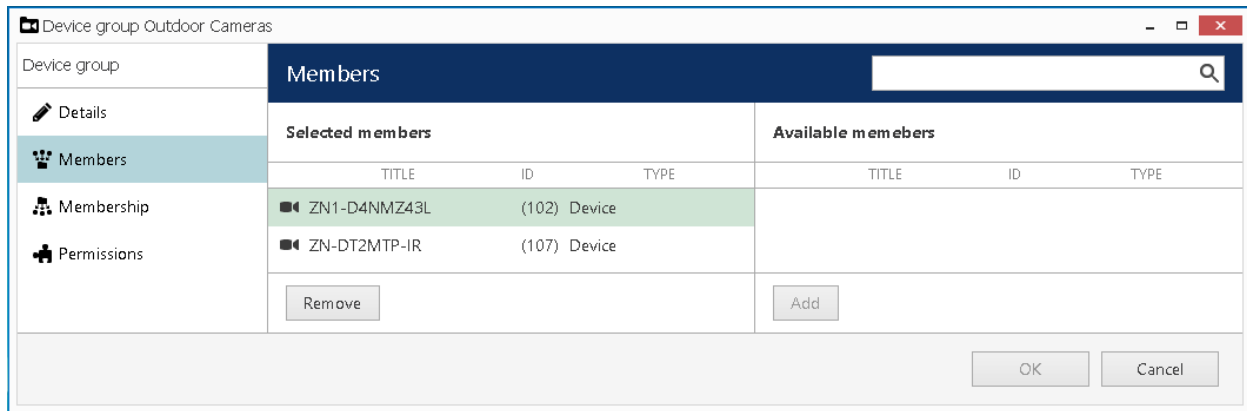 Device group Outdoor Cameras
Device group
Members
Details
Members
Membership
Permissions
Selected members
TITLE ID TYPE
ZN1-D4NMZ43L (102) Device
ZN-DT2MTP-IR (107) Device
Remove
Available memebers
TITLE ID TYPE
Add
OK Cancel